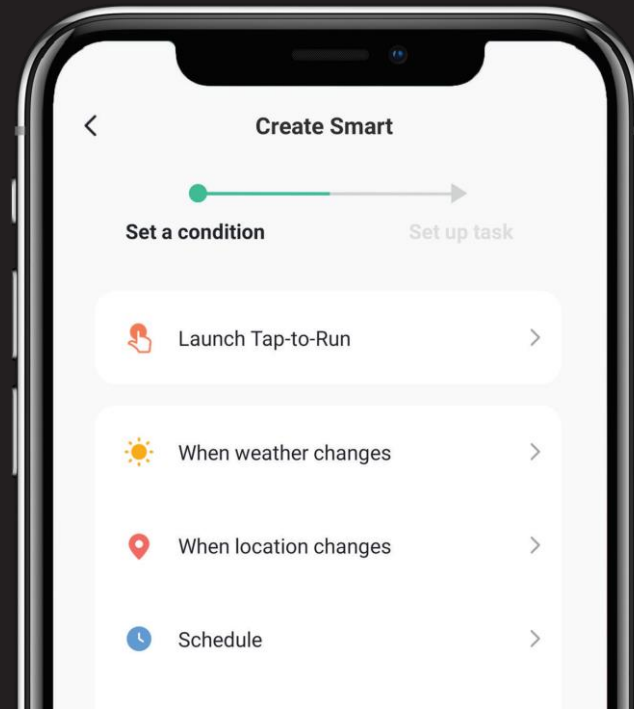 Create Smart
Set a condition
Set up task
Launch Tap-to-Run
When weather changes
When location changes
Schedule